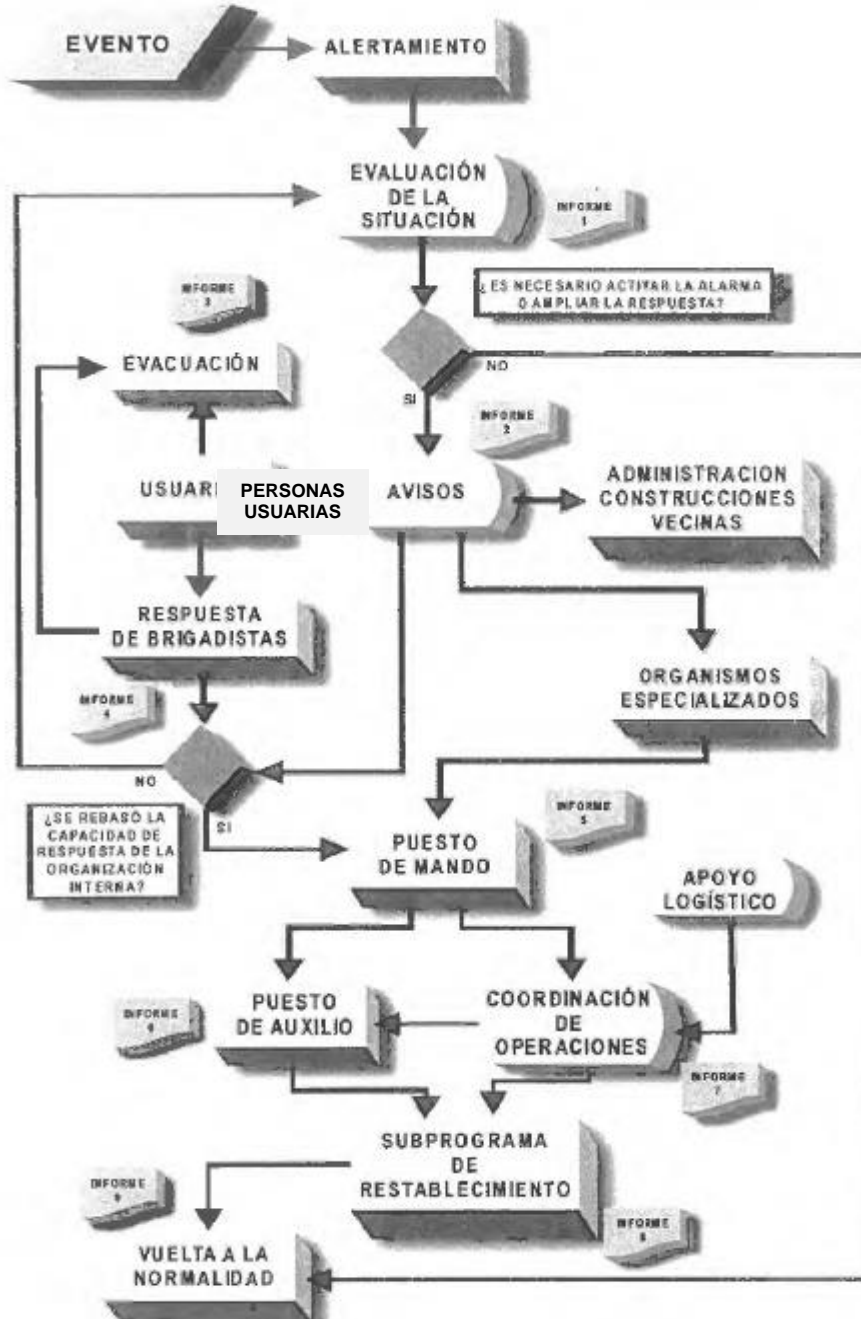 EVENTO
ALERTAMIENTO
EVALUACIÓN
DE LA
SITUACIÓN
INFORME
1
¿ES NECESARIO ACTIVAR LA ALARMA
O AMPLIAR LA RESPUESTA?
NO
SI
INFORME
3
EVACUACIÓN
INFORME
2
USUARI
PERSONAS
USUARIAS
AVISOS
ADMINISTRACION
CONSTRUCCIONES
VECINAS
RESPUESTA
DE BRIGADISTAS
INFORME
4
ORGANISMOS
ESPECIALIZADOS
NO
SI
¿SE REBASÓ LA
CAPACIDAD DE
RESPUESTA DE LA
ORGANIZACIÓN
INTERNA?
INFORME
5
PUESTO
DE MANDO
APOYO
LOGÍSTICO
INFORME
6
PUESTO
DE AUXILIO
COORDINACIÓN
DE
OPERACIONES
INFORME
7
SUBPROGRAMA
DE
RESTABLECIMIENTO
INFORME
8
INFORME
9
VUELTA A LA
NORMALIDAD